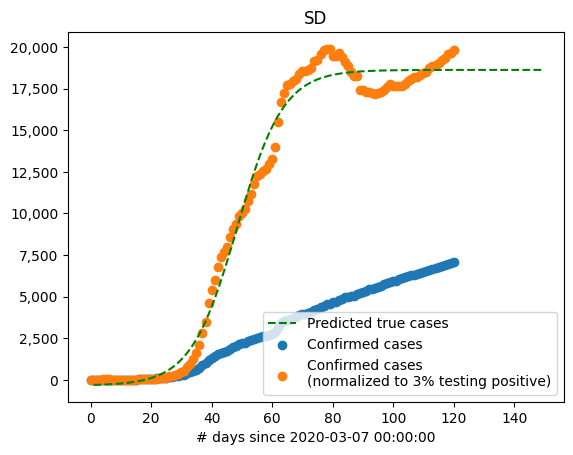 SD
20,000
17,500
15,000
12,500
10,000
7,500
5,000
2,500
0
Predicted true cases
Confirmed cases
Confirmed cases
(normalized to 3% testing positive)
0 20 40 60 80 100 120 140
# days since 2020-03-07 00:00:00